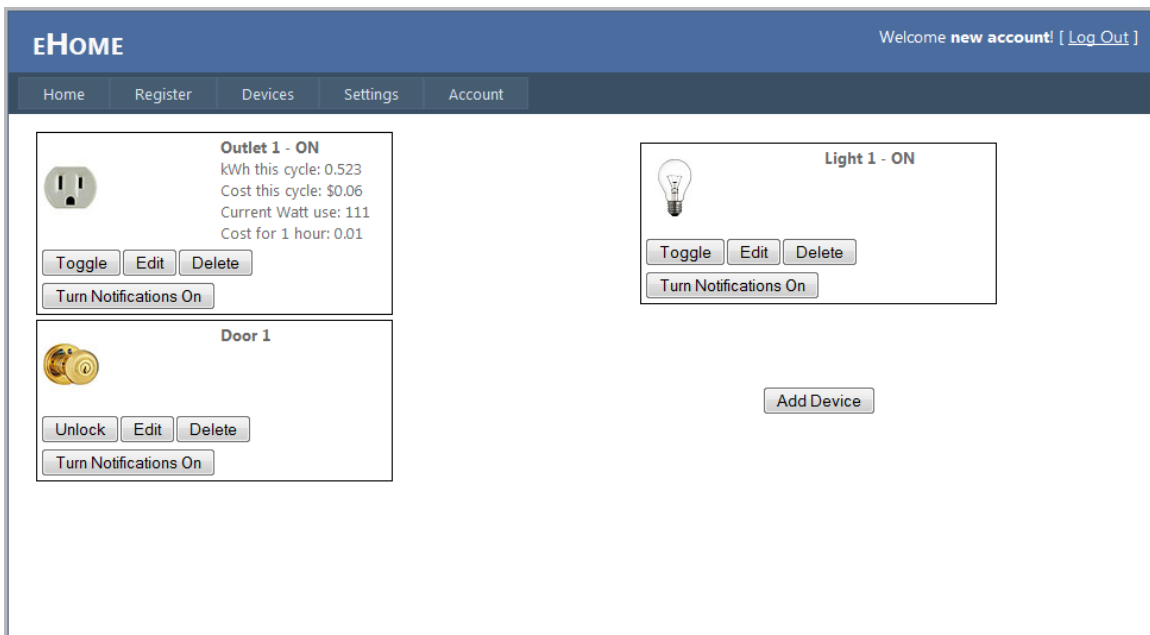 EHOME
Welcome new account! [ Log Out ]
Home Register Devices Settings Account
Outlet 1 - ON
kWh this cycle: 0.523
Cost this cycle: $0.06
Current Watt use: 111
Cost for 1 hour: 0.01
Toggle Edit Delete
Turn Notifications On
Light 1 - ON
Toggle Edit Delete
Turn Notifications On
Door 1
Unlock Edit Delete
Turn Notifications On
Add Device